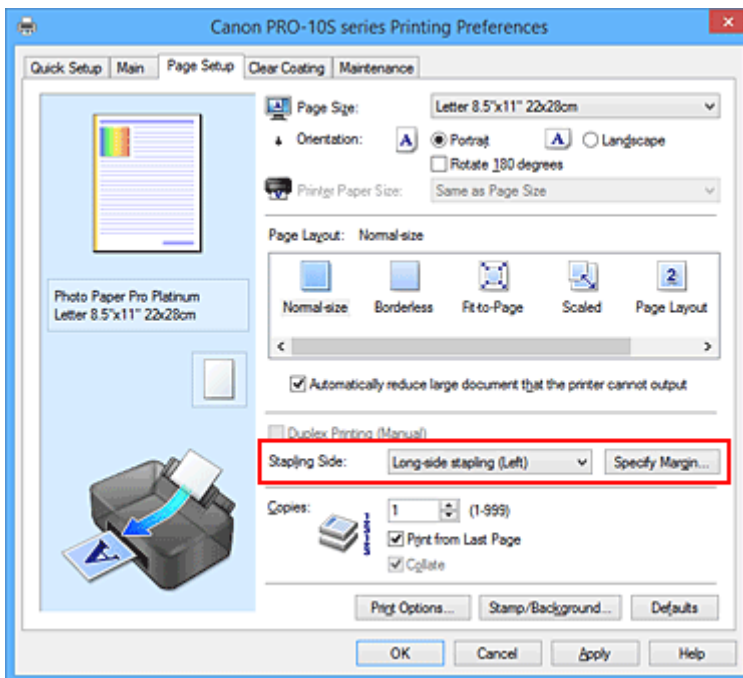 Canon PRO-10S series Printing Preferences
Quick Setup Main Page Setup Clear Coating Maintenance
Page Size: Letter 8.5"x11" 22x28cm
Orientation: A Portrait A Landscape
Rotate 180 degrees
Printer Paper Size: Same as Page Size
Page Layout: Normal-size
2
Normal-size Borderless Fit-to-Page Scaled Page Layout
Automatically reduce large document that the printer cannot output
Photo Paper Pro Platinum
Letter 8.5"x11" 22x28cm
Duplex Printing (Manual)
Stapling Side: Long-side stapling (Left) Specify Margin...
Copies: 1 (1-999)
Print from Last Page
Collate
A
Print Options... Stamp/Background... Defaults
OK Cancel Apply Help